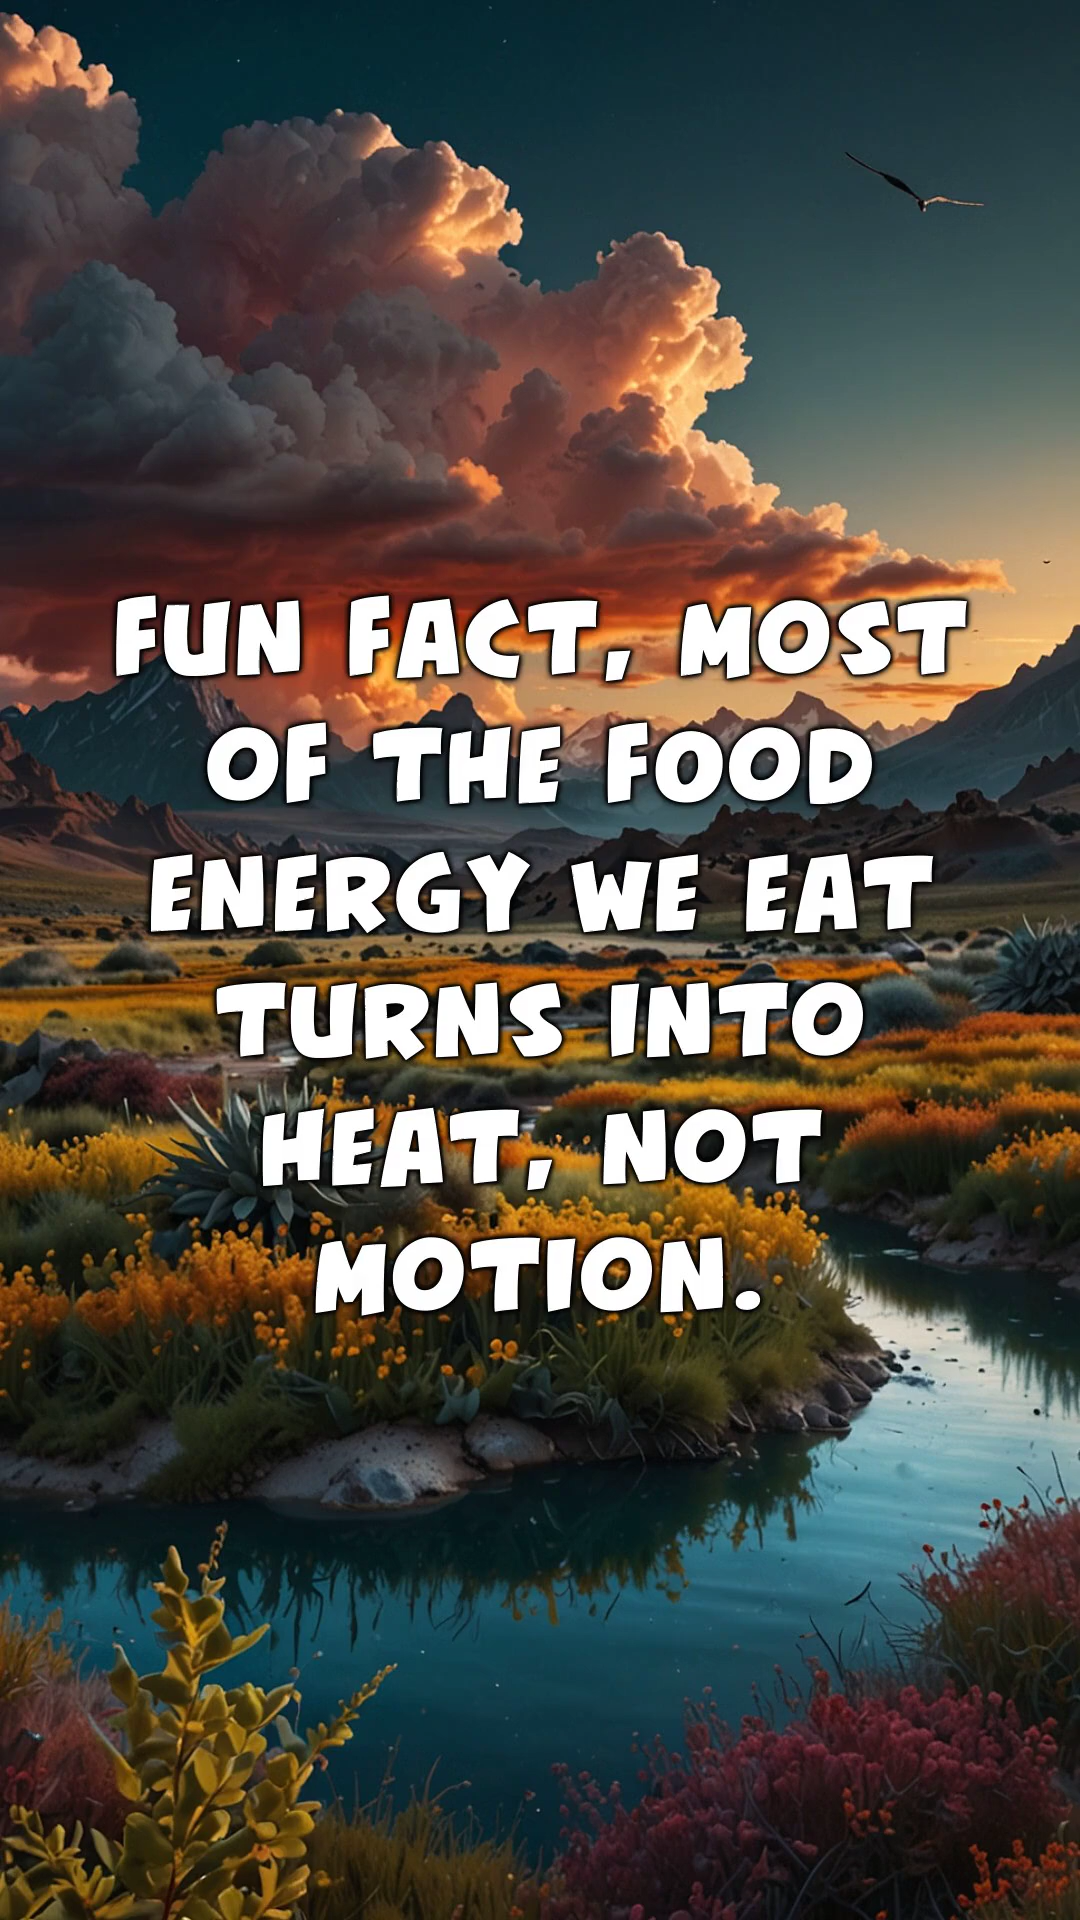 FUN FACT, MOST
OF THE FOOD
ENERGY WE EAT
TURNS INTO
HEAT, NOT
MOTION.